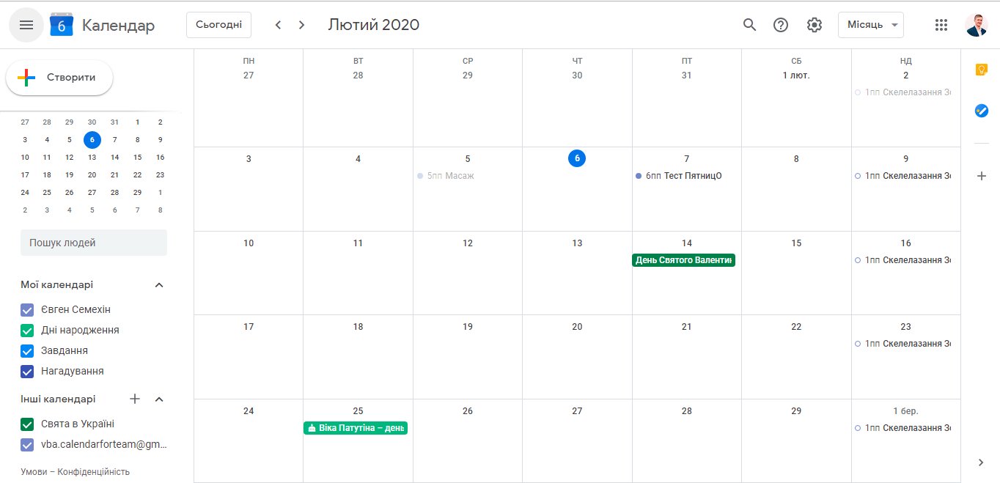 6 Календар Сьогодні Лютий 2020 Місяць
Створити
27 28 29 30 31 1 2
3 4 5 6 7 8 9
10 11 12 13 14 15 16
17 18 19 20 21 22 23
24 25 26 27 28 29 1
2 3 4 5 6 7 8
Пошук людей
Мої календарі
Євген Семехін
Дні народження
Завдання
Нагадування
Інші календарі
Свята в Україні
vba.calendarforteam@gm...
Умови – Конфіденційність
ПН ВТ СР ЧТ ПТ СБ НД
27 28 29 30 31 1 лют. 2
1пп Скелелазання Зо
3 4 5 6 7 8 9
5пп Масаж 6пп Тест ПятницО 1пп Скелелазання Зо
10 11 12 13 14 15 16
День Святого Валентин 1пп Скелелазання Зо
17 18 19 20 21 22 23
1пп Скелелазання Зо
24 25 26 27 28 29 1 бер.
Віка Патутіна – день 1пп Скелелазання Зо